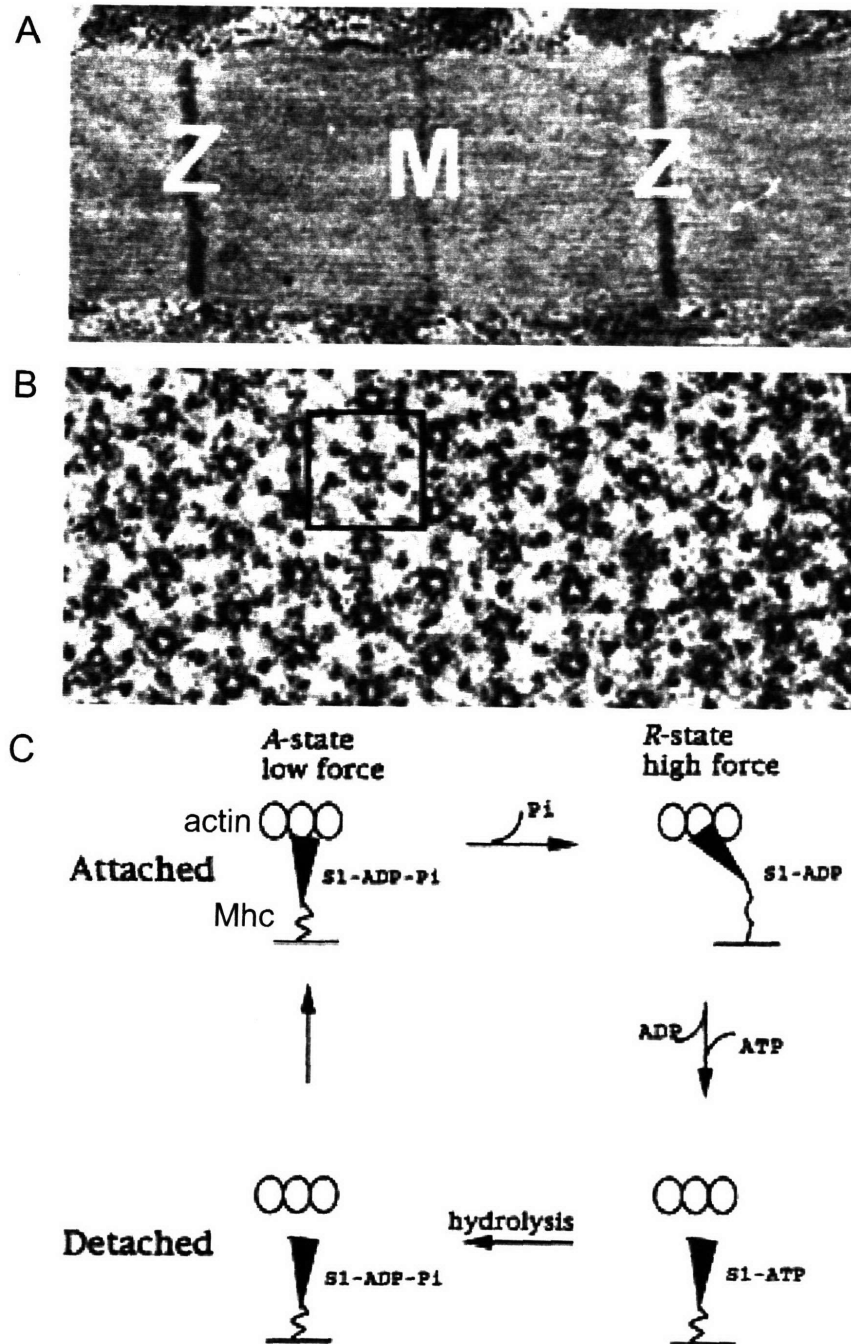 A
Z M Z
B
C
A-state
low force
R-state
high force
actin
Pi
Attached
S1-ADP-Pi
S1-ADP
Mhc
ADP
ATP
Detached
hydrolysis
S1-ADP-Pi
S1-ATP